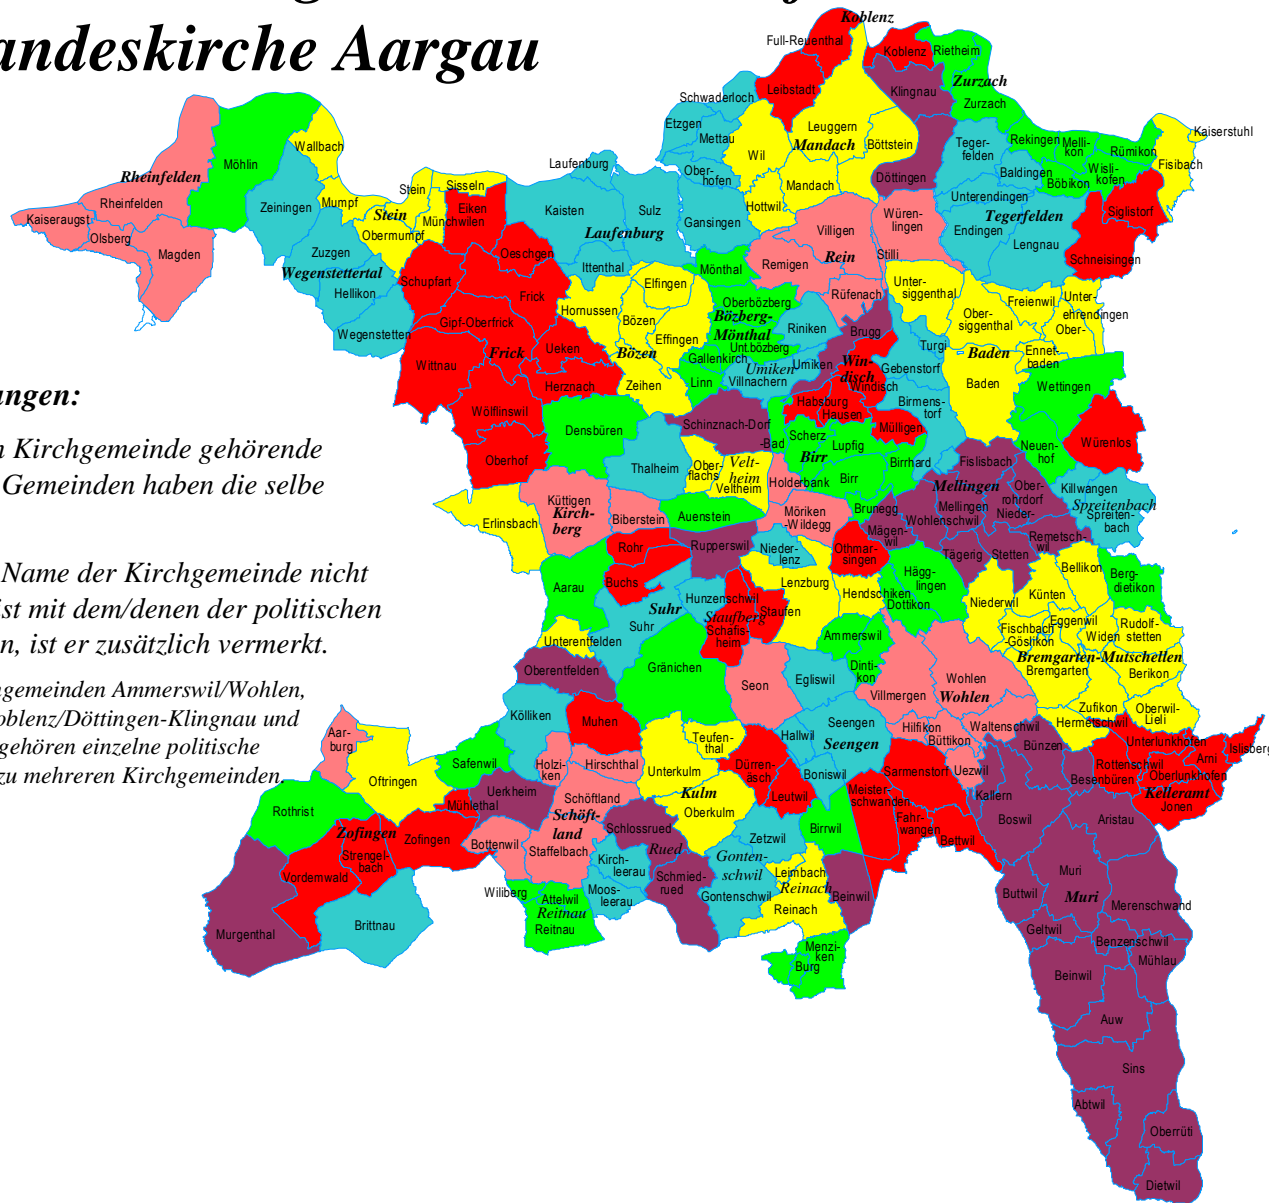 andeskirche Aargau
ungen:
n Kirchgemeinde gehörende
Gemeinden haben die selbe
Name der Kirchgemeinde nicht
ist mit dem/denen der politischen
n, ist er zusätzlich vermerkt.
ngemeinden Ammerswil/Wohlen,
oblenz/Döttingen-Klingnau und
gehören einzelne politische
zu mehreren Kirchgemeinden.
Koblenz
Full-Reuenthal
Koblenz
Rietheim
Leibstadt
Klingnau
Zurzach
Zurzach
Schwaderloch
Etzgen
Mettau
Wil
Leuggern
Mandach
Böttstein
Teger-
felden
Rekingen
Melli-
kon
Rümikon
Kaiserstuhl
Fisibach
Wisli-
kofen
Böbikon
Baldingen
Wallbach
Möhlin
Rheinfelden
Rheinfelden
Kaiseraugst
Olsberg
Magden
Zeiningen
Mumpf
Stein
Stein
Sisseln
Münchwilen
Eiken
Obermumpf
Laufenburg
Kaisten
Sulz
Laufenburg
Ober-
hofen
Gansingen
Hottwil
Mandach
Döttingen
Unterendingen
Tegerfelden
Endingen
Lengnau
Siglistorf
Schneisingen
Würen-
lingen
Villigen
Rein
Stilli
Remigen
Rüfenach
Zuzgen
Wegenstettertal
Hellikon
Wegenstetten
Schupfart
Oeschgen
Frick
Ittenthal
Mönthal
Gipf-Oberfrick
Frick
Ueken
Wittnau
Herznach
Wölflinswil
Oberhof
Hornussen
Elfingen
Bözen
Bözen
Effingen
Zeihen
Oberbözberg
Bözberg-
Mönthal
Unt.bözberg
Gallenkirch
Linn
Riniken
Umiken
Umiken
Villnachern
Brugg
Win-
disch
Windisch
Habsburg
Hausen
Mülligen
Unter-
siggenthal
Ober-
siggenthal
Freienwil
Unter-
ehrendingen
Ober-
Turgi
Gebenstorf
Baden
Ennet-
baden
Baden
Birmens-
torf
Wettingen
Neuen-
hof
Würenlos
Densbüren
Thalheim
Schinznach-Dorf
-Bad
Scherz
Birr
Lupfig
Birr
Birrhard
Ober-
flachs
Velt-
heim
Veltheim
Holderbank
Fislisbach
Mellingen
Mellingen
Ober-
rohrdorf
Nieder-
Wohlenschwil
Killwangen
Spreitenbach
Spreiten-
bach
Remetsch-
wil
Stetten
Tägerig
Mägen-
wil
Brunegg
Erlinsbach
Küttigen
Kirch-
berg
Biberstein
Auenstein
Möriken
-Wildegg
Rohr
Rupperswil
Nieder-
lenz
Othmar-
singen
Buchs
Aarau
Lenzburg
Hendschiken
Hägg-
lingen
Dottikon
Hunzenschwil
Suhr
Suhr
Staufberg
Staufen
Schafis-
heim
Unterentfelden
Oberentfelden
Gränichen
Seon
Ammerswil
Dinti-
kon
Egliswil
Villmergen
Wohlen
Wohlen
Niederwil
Künten
Bellikon
Berg-
dietikon
Eggenwil
Fischbach
-Göslikon
Widen
Rudolf-
stetten
Bremgarten-Mutschellen
Bremgarten
Berikon
Zufikon
Oberwil-
Lieli
Hermetschwil
Waltenschwil
Bünzen
Hilfikon
Büttikon
Uezwil
Kölliken
Muhen
Safenwil
Holzi-
ken
Hirschthal
Uerkheim
Schöftland
Schöft-
land
Staffelbach
Bottenwil
Mühlethal
Aar-
burg
Oftringen
Rothrist
Zofingen
Zofingen
Strengel-
bach
Vordemwald
Murgenthal
Brittnau
Teufen-
thal
Unterkulm
Kulm
Oberkulm
Dürren-
äsch
Leutwil
Hallwil
Seengen
Seengen
Boniswil
Meister-
schwanden
Sarmenstorf
Fahr-
wangen
Bettwil
Birrwil
Beinwil
Schlossrued
Rued
Schmied-
rued
Kirch-
leerau
Moos-
leerau
Wiliberg
Attelwil
Reitnau
Reitnau
Zetzwil
Gonten-
schwil
Gontenschwil
Leimbach
Reinach
Reinach
Menzi-
ken
Burg
Kallern
Boswil
Besenbüren
Rottenschwil
Unterlunkhofen
Arni
Islisberg
Oberlunkhofen
Kelleramt
Jonen
Aristau
Muri
Buttwil
Muri
Merenschwand
Geltwil
Benzenschwil
Mühlau
Beinwil
Auw
Sins
Abtwil
Oberrüti
Dietwil